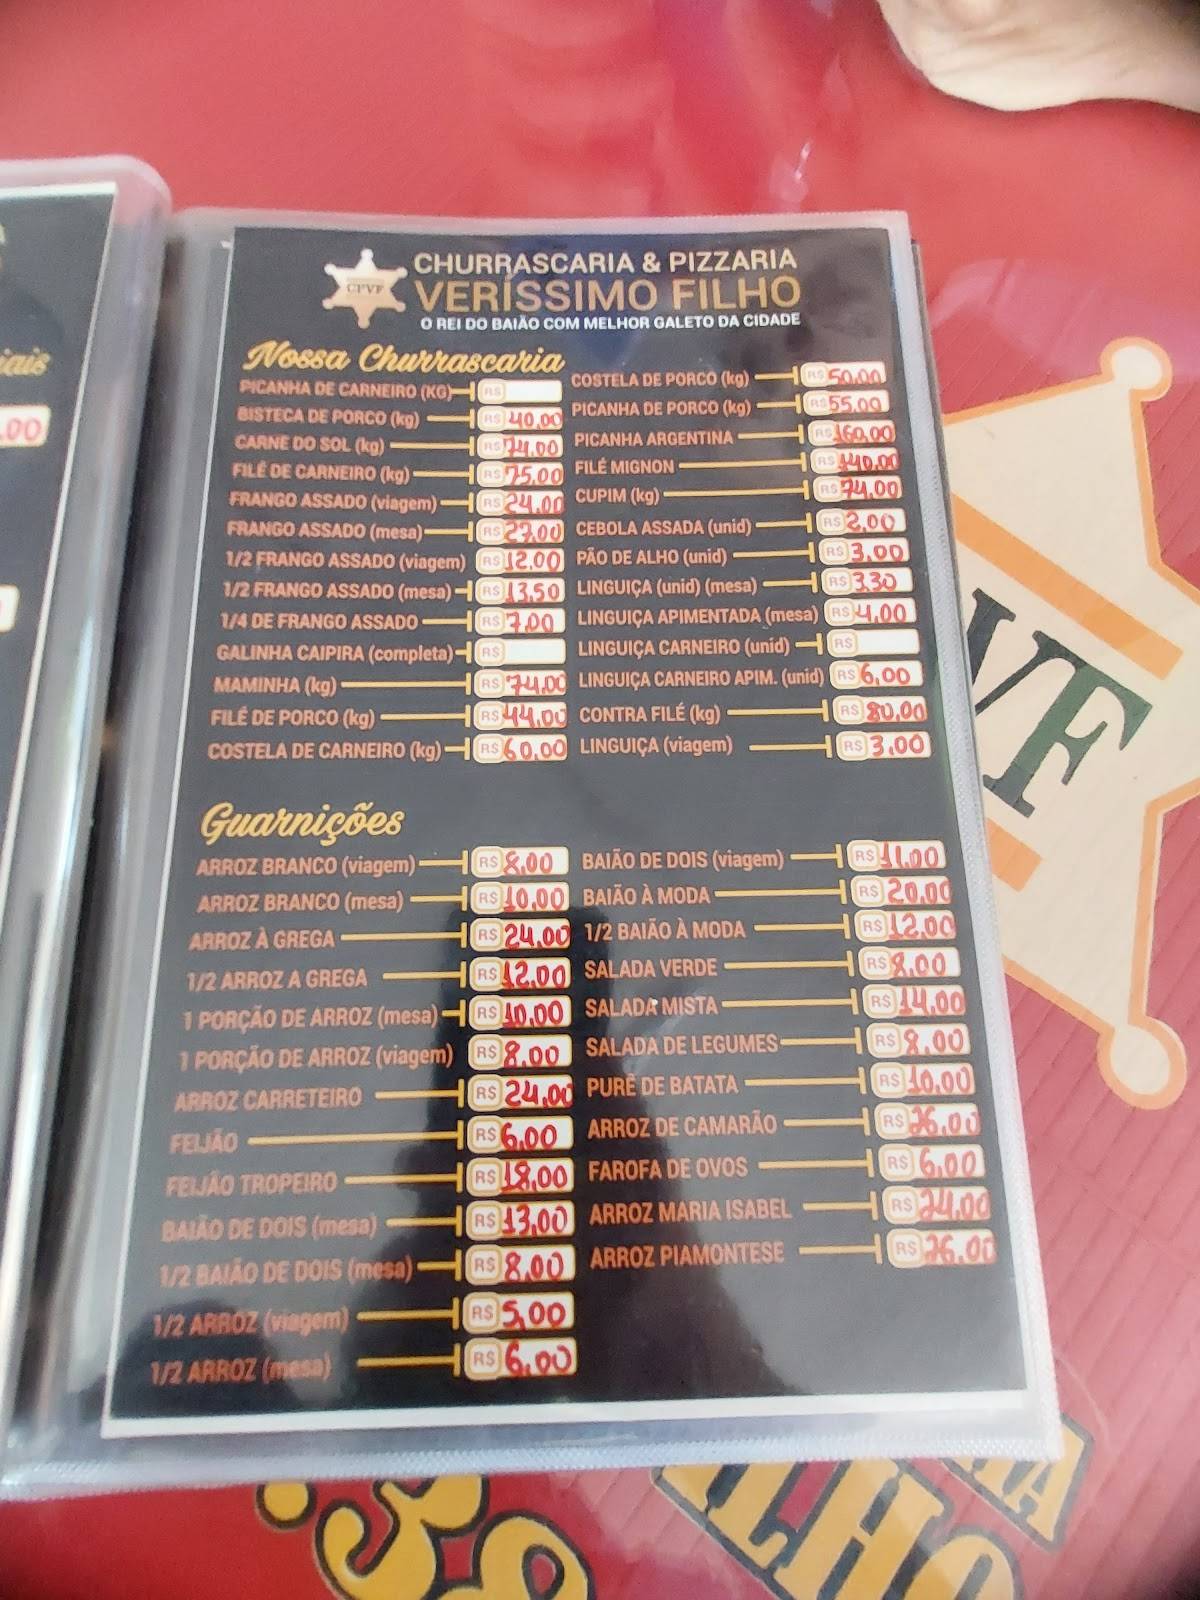 CHURRASCARIA & PIZZARIA
VERÍSSIMO FILHO
O REI DO BAIÃO COM MELHOR GALETO DA CIDADE
CPVF
Nossa Churrascaria
PICANHA DE CARNEIRO (KG) R$
BISTECA DE PORCO (kg) R$ 40,00
CARNE DO SOL (kg) R$ 74,00
FILÉ DE CARNEIRO (kg) R$ 75,00
FRANGO ASSADO (viagem) R$ 24,00
FRANGO ASSADO (mesa) R$ 27,00
1/2 FRANGO ASSADO (viagem) R$ 12,00
1/2 FRANGO ASSADO (mesa) R$ 13,50
1/4 DE FRANGO ASSADO R$ 7,00
GALINHA CAIPIRA (completa) R$
MAMINHA (kg) R$ 74,00
FILÉ DE PORCO (kg) R$ 44,00
COSTELA DE CARNEIRO (kg) R$ 60,00
COSTELA DE PORCO (kg) R$ 50,00
PICANHA DE PORCO (kg) R$ 55,00
PICANHA ARGENTINA R$ 160,00
FILÉ MIGNON R$ 140,00
CUPIM (kg) R$ 74,00
CEBOLA ASSADA (unid) R$ 2,00
PÃO DE ALHO (unid) R$ 3,00
LINGUIÇA (unid) (mesa) R$ 3,30
LINGUIÇA APIMENTADA (mesa) R$ 4,00
LINGUIÇA CARNEIRO (unid) R$
LINGUIÇA CARNEIRO APIM. (unid) R$ 6,00
CONTRA FILÉ (kg) R$ 80,00
LINGUIÇA (viagem) R$ 3,00
Guarnições
ARROZ BRANCO (viagem) R$ 8,00
ARROZ BRANCO (mesa) R$ 10,00
ARROZ À GREGA R$ 24,00
1/2 ARROZ A GREGA R$ 12,00
1 PORÇÃO DE ARROZ (mesa) R$ 10,00
1 PORÇÃO DE ARROZ (viagem) R$ 8,00
ARROZ CARRETEIRO R$ 24,00
FEIJÃO R$ 6,00
FEIJÃO TROPEIRO R$ 18,00
BAIÃO DE DOIS (mesa) R$ 13,00
1/2 BAIÃO DE DOIS (mesa) R$ 8,00
1/2 ARROZ (viagem) R$ 5,00
1/2 ARROZ (mesa) R$ 6,00
BAIÃO DE DOIS (viagem) R$ 11,00
BAIÃO À MODA R$ 20,00
1/2 BAIÃO À MODA R$ 12,00
SALADA VERDE R$ 8,00
SALADA MISTA R$ 14,00
SALADA DE LEGUMES R$ 8,00
PURÊ DE BATATA R$ 10,00
ARROZ DE CAMARÃO R$ 26,00
FAROFA DE OVOS R$ 6,00
ARROZ MARIA ISABEL R$ 24,00
ARROZ PIAMONTESE R$ 26,00
iais
.00
VF